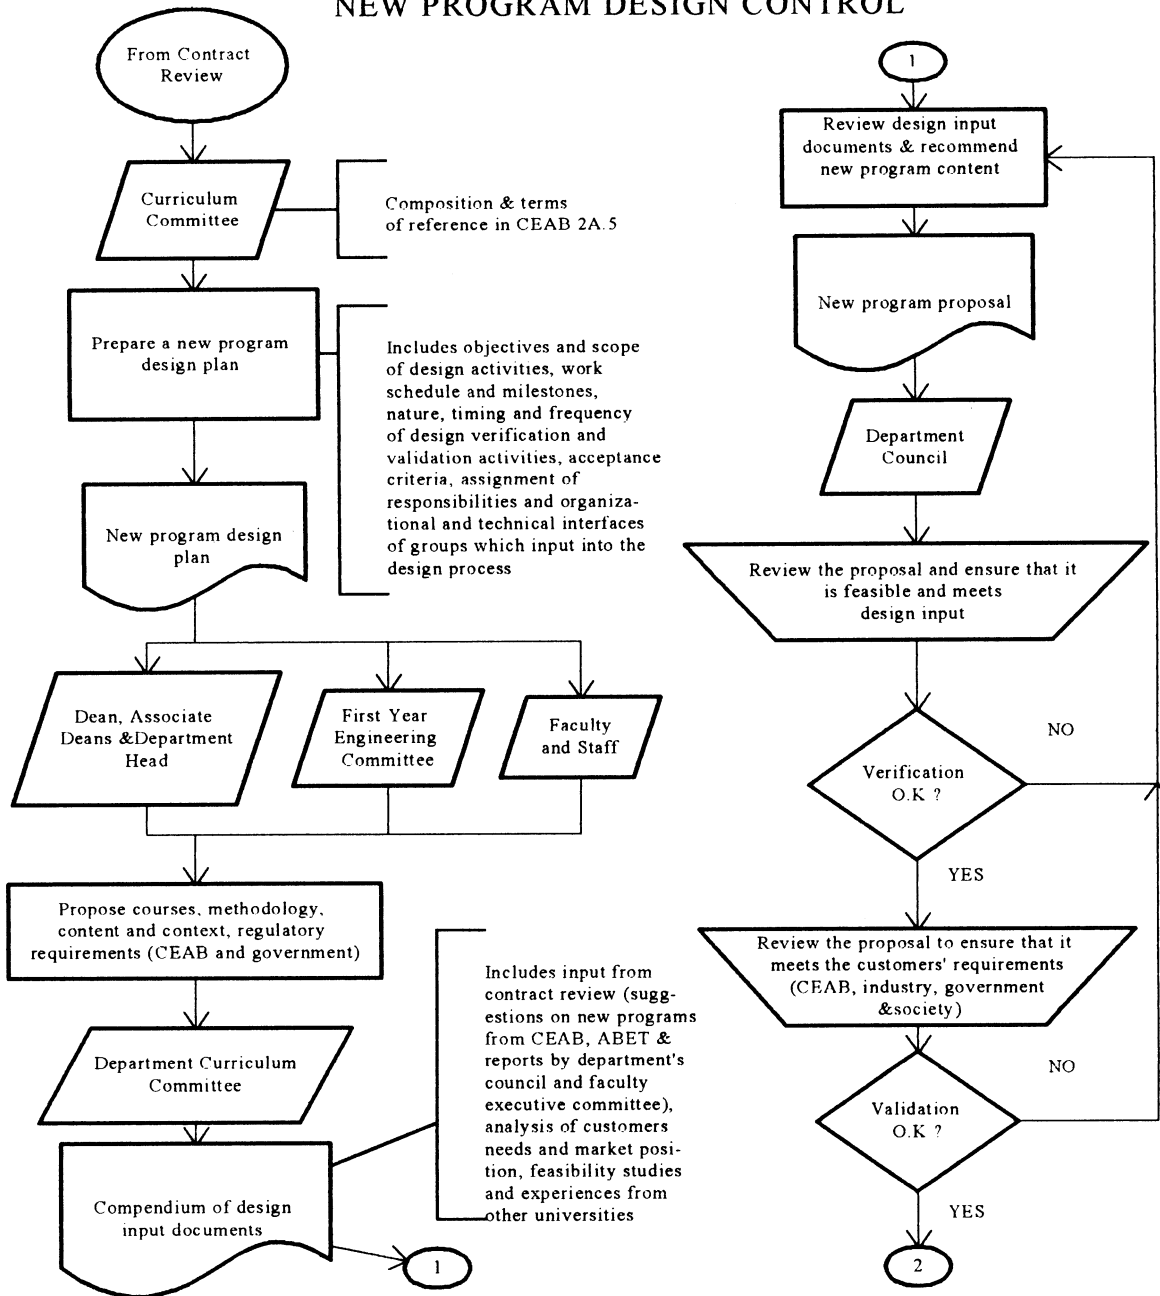 NEW PROGRAM DESIGN CONTROL
From Contract
Review
Curriculum
Committee
Composition & terms
of reference in CEAB 2A.5
Prepare a new program
design plan
Includes objectives and scope
of design activities, work
schedule and milestones,
nature, timing and frequency
of design verification and
validation activities, acceptance
criteria, assignment of
responsibilities and organiza-
tional and technical interfaces
of groups which input into the
design process
New program design
plan
Dean, Associate
Deans &Department
Head
First Year
Engineering
Committee
Faculty
and Staff
Propose courses, methodology,
content and context, regulatory
requirements (CEAB and government)
Department Curriculum
Committee
Includes input from
contract review (sugg-
estions on new programs
from CEAB, ABET &
reports by department's
council and faculty
executive committee),
analysis of customers
needs and market posi-
tion, feasibility studies
and experiences from
other universities
Compendium of design
input documents
1
1
Review design input
documents & recommend
new program content
New program proposal
Department
Council
Review the proposal and ensure that it
is feasible and meets
design input
NO
Verification
O.K ?
YES
Review the proposal to ensure that it
meets the customers' requirements
(CEAB, industry, government
&society)
NO
Validation
O.K ?
YES
2